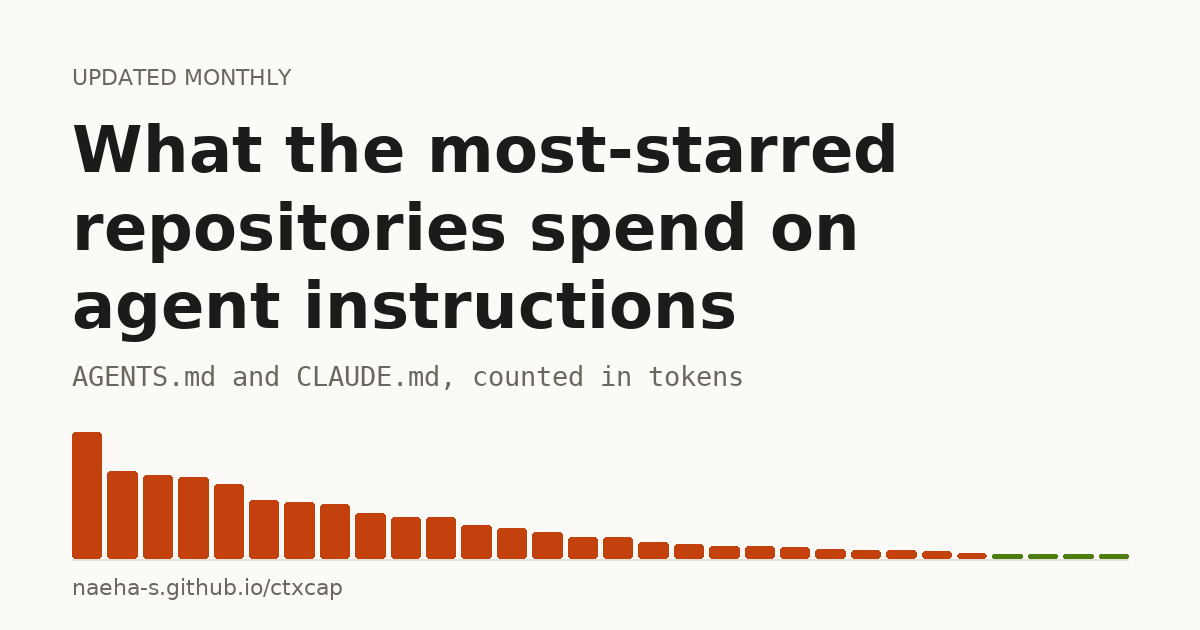 UPDATED MONTHLY
What the most-starred
repositories spend on
agent instructions
AGENTS.md and CLAUDE.md, counted in tokens
naeha-s.github.io/ctxcap